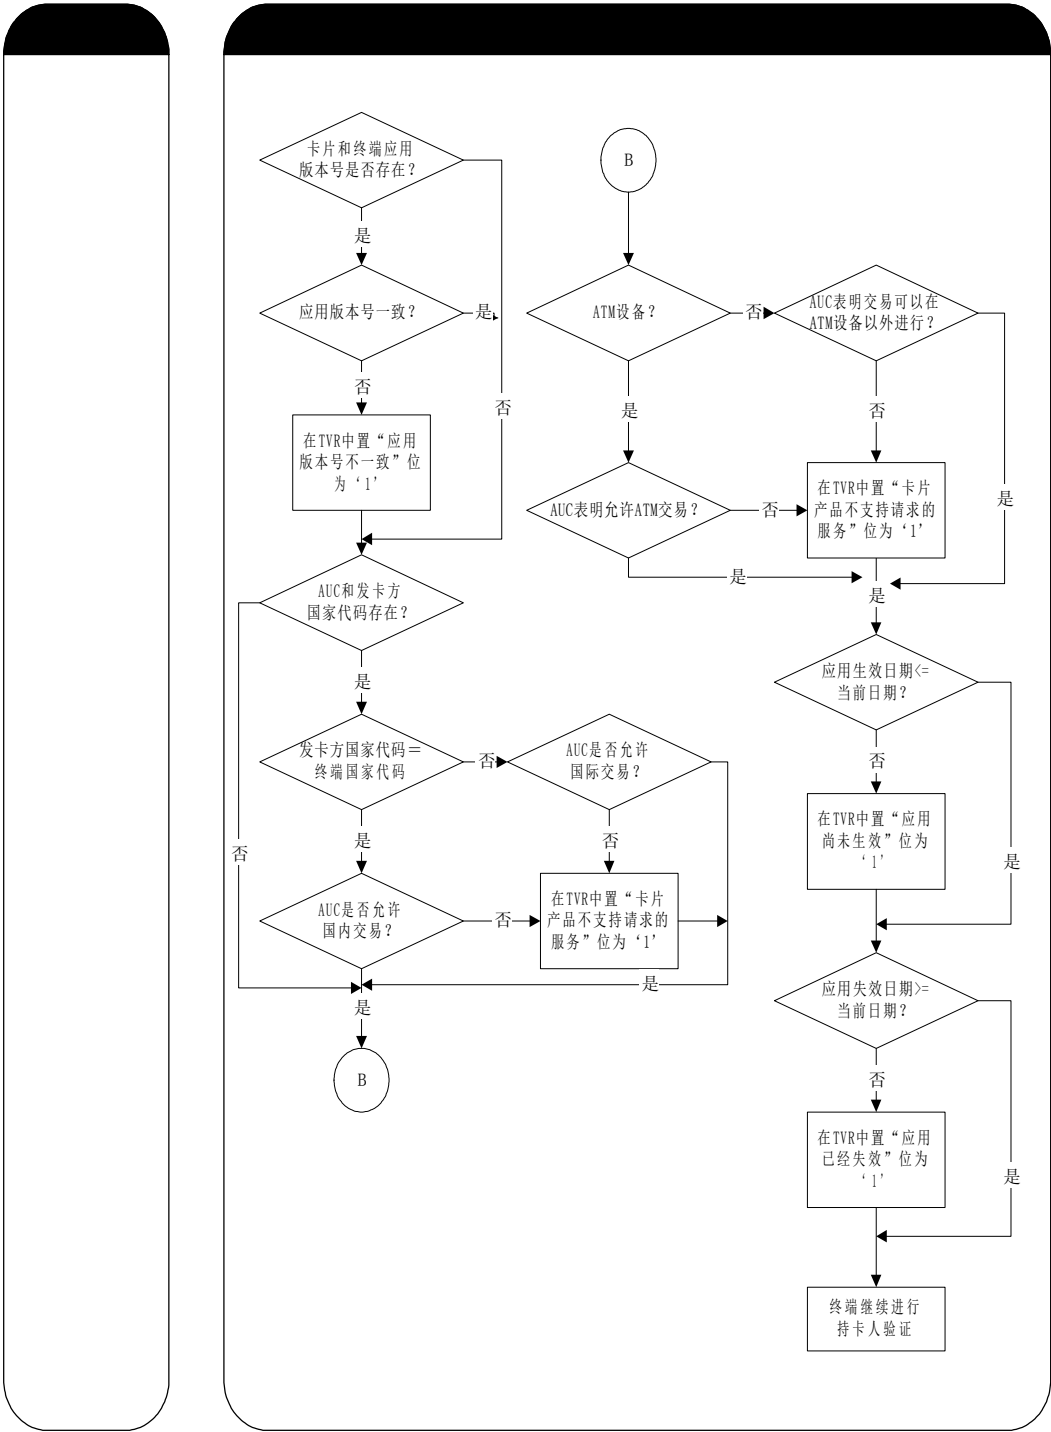 卡片和终端应用
版本号是否存在？
是
应用版本号一致？
是
否
否
在TVR中置“应用
版本号不一致”位
为‘1’
AUC和发卡方
国家代码存在？
是
发卡方国家代码＝
终端国家代码
否
AUC是否允许
国际交易？
是
否
否
AUC是否允许
国内交易？
否
在TVR中置“卡片
产品不支持请求的
服务”位为‘1’
是
是
B
B
ATM设备？
否
AUC表明交易可以在
ATM设备以外进行？
是
否
是
AUC表明允许ATM交易？
否
在TVR中置“卡片
产品不支持请求的
服务”位为‘1’
是
是
应用生效日期<=
当前日期？
否
在TVR中置“应用
尚未生效”位为
‘1’
是
应用失效日期>=
当前日期？
否
在TVR中置“应用
已经失效”位为
‘1’
是
终端继续进行
持卡人验证